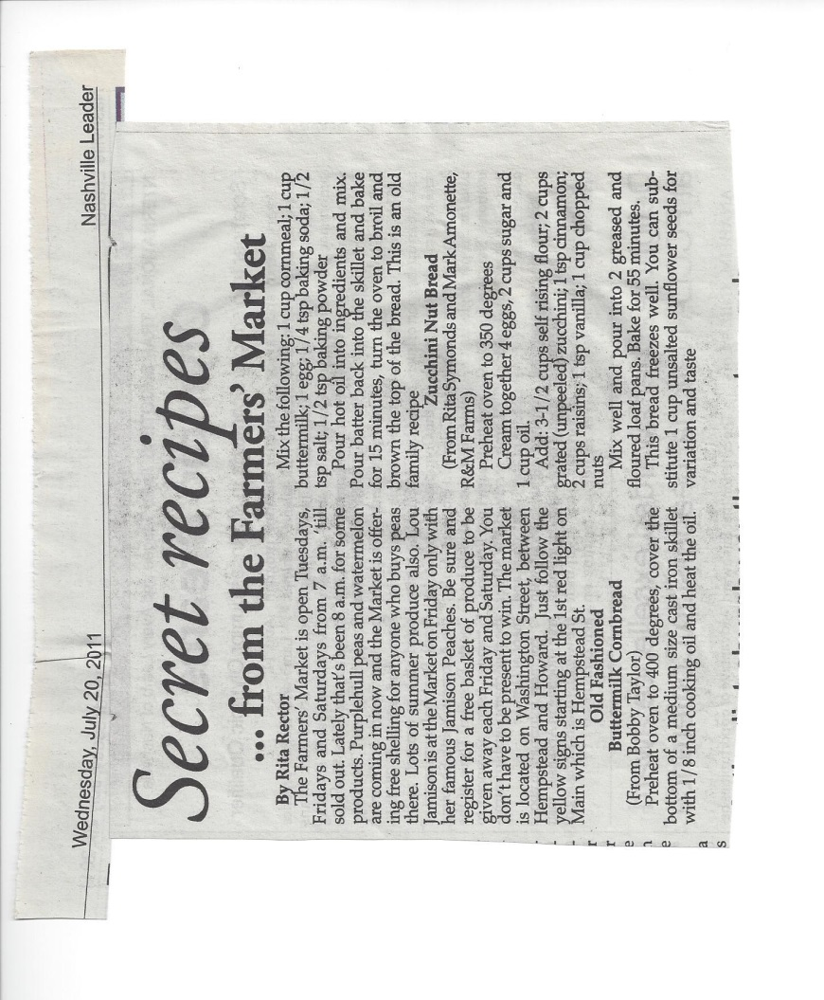 Wednesday, July 20, 2011
Nashville Leader
Secret recipes
... from the Farmers' Market
By Rita Rector
The Farmers' Market is open Tuesdays,
Fridays and Saturdays from 7 a.m. 'till
sold out. Lately that's been 8 a.m. for some
products. Purplehull peas and watermelon
are coming in now and the Market is offer-
ing free shelling for anyone who buys peas
there. Lots of summer produce also. Lou
Jamison is at the Market on Friday only with
her famous Jamison Peaches. Be sure and
register for a free basket of produce to be
given away each Friday and Saturday. You
don't have to be present to win. The market
is located on Washington Street, between
Hempstead and Howard. Just follow the
yellow signs starting at the 1st red light on
Main which is Hempstead St.
Old Fashioned
Buttermilk Cornbread
(From Bobby Taylor)
Preheat oven to 400 degrees, cover the
bottom of a medium size cast iron skillet
with 1/8 inch cooking oil and heat the oil.
Mix the following: 1 cup cornmeal; 1 cup
buttermilk; 1 egg; 1/4 tsp baking soda; 1/2
tsp salt; 1/2 tsp baking powder
Pour hot oil into ingredients and mix.
Pour batter back into the skillet and bake
for 15 minutes, turn the oven to broil and
brown the top of the bread. This is an old
family recipe
Zucchini Nut Bread
(From Rita Symonds and Mark Amonette,
R&M Farms)
Preheat oven to 350 degrees
Cream together 4 eggs, 2 cups sugar and
1 cup oil.
Add: 3-1/2 cups self rising flour; 2 cups
grated (unpeeled) zucchini; 1 tsp cinnamon;
2 cups raisins; 1 tsp vanilla; 1 cup chopped
nuts
Mix well and pour into 2 greased and
floured loaf pans. Bake for 55 minutes.
This bread freezes well. You can sub-
stitute 1 cup unsalted sunflower seeds for
variation and taste